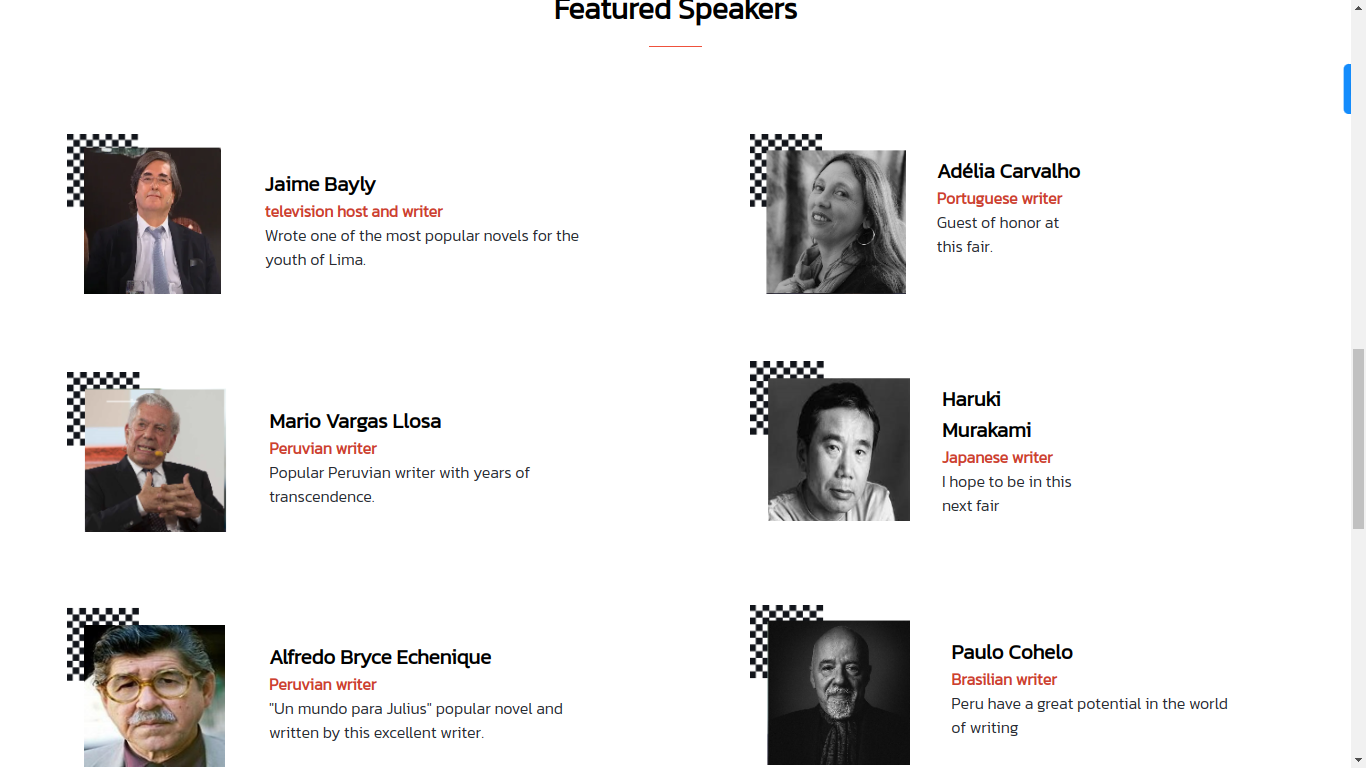 Featured Speakers
Jaime Bayly
television host and writer
Wrote one of the most popular novels for the
youth of Lima.
Adélia Carvalho
Portuguese writer
Guest of honor at
this fair.
Mario Vargas Llosa
Peruvian writer
Popular Peruvian writer with years of
transcendence.
Haruki
Murakami
Japanese writer
I hope to be in this
next fair
Alfredo Bryce Echenique
Peruvian writer
"Un mundo para Julius" popular novel and
written by this excellent writer.
Paulo Cohelo
Brasilian writer
Peru have a great potential in the world
of writing